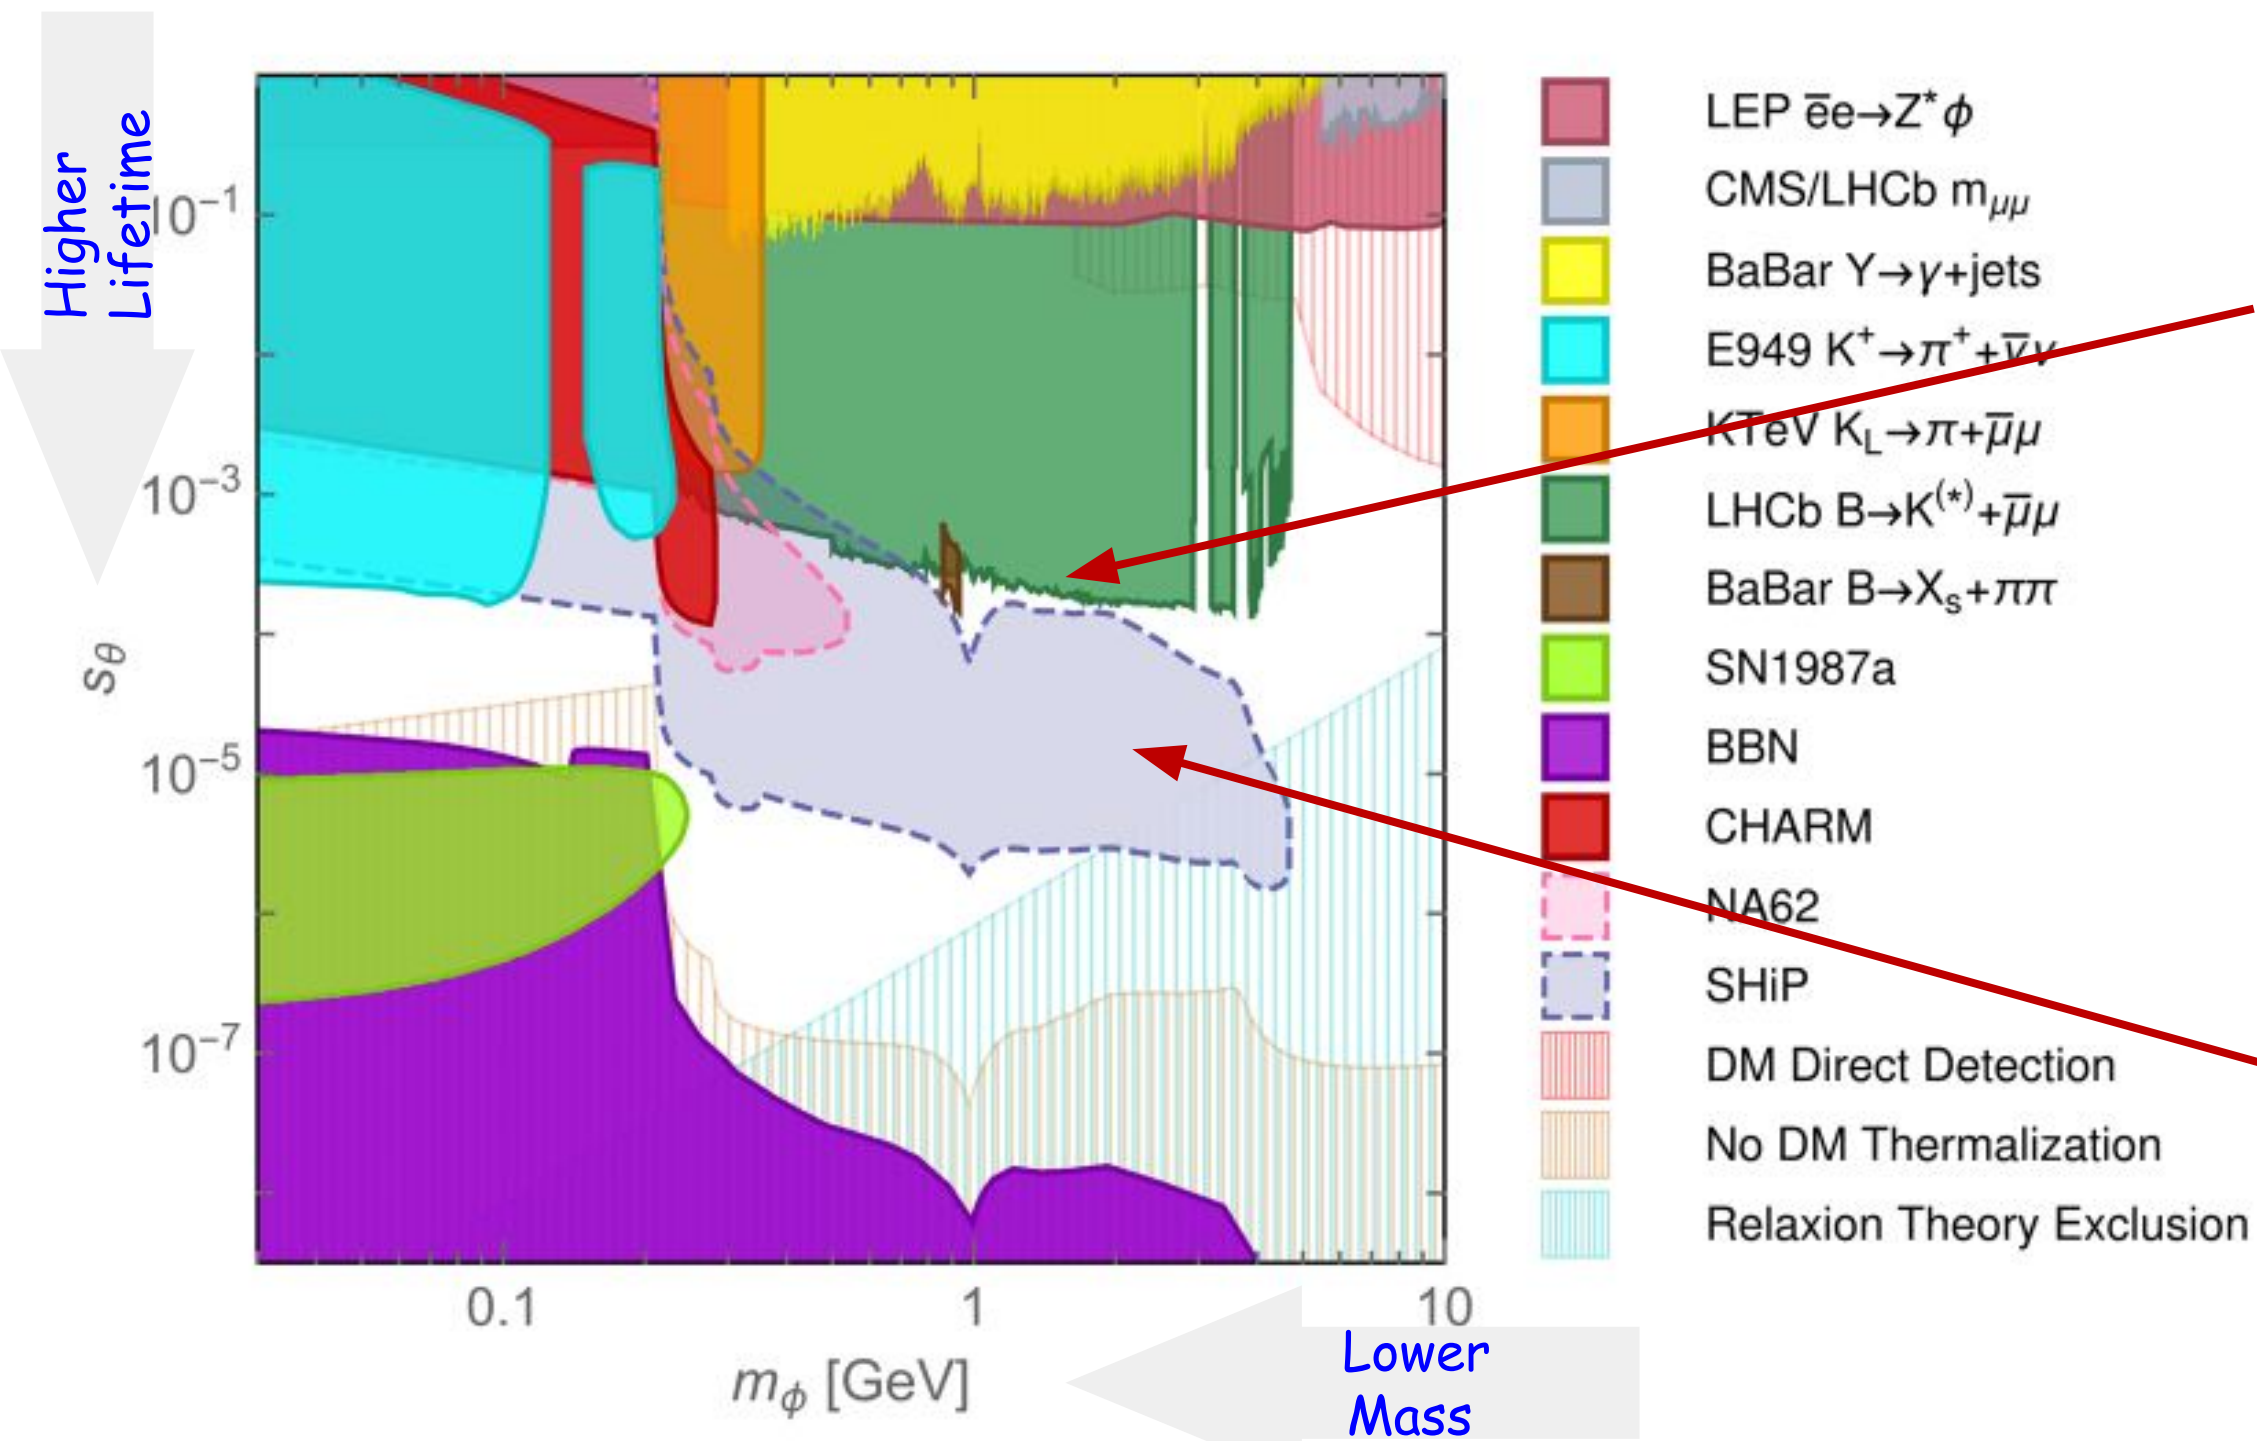 Higher
Lifetime
10⁻¹
10⁻³
10⁻⁵
10⁻⁷
sθ
0.1
1
10
mϕ [GeV]
Lower
Mass
LEP e̅e→Z*ϕ
CMS/LHCb mμμ
BaBar Υ→γ+jets
E949 K⁺→π⁺+ν̅ν
KTeV K_L→π+μ̅μ
LHCb B→K⁽*⁾+μ̅μ
BaBar B→Xₛ+ππ
SN1987a
BBN
CHARM
NA62
SHiP
DM Direct Detection
No DM Thermalization
Relaxion Theory Exclusion